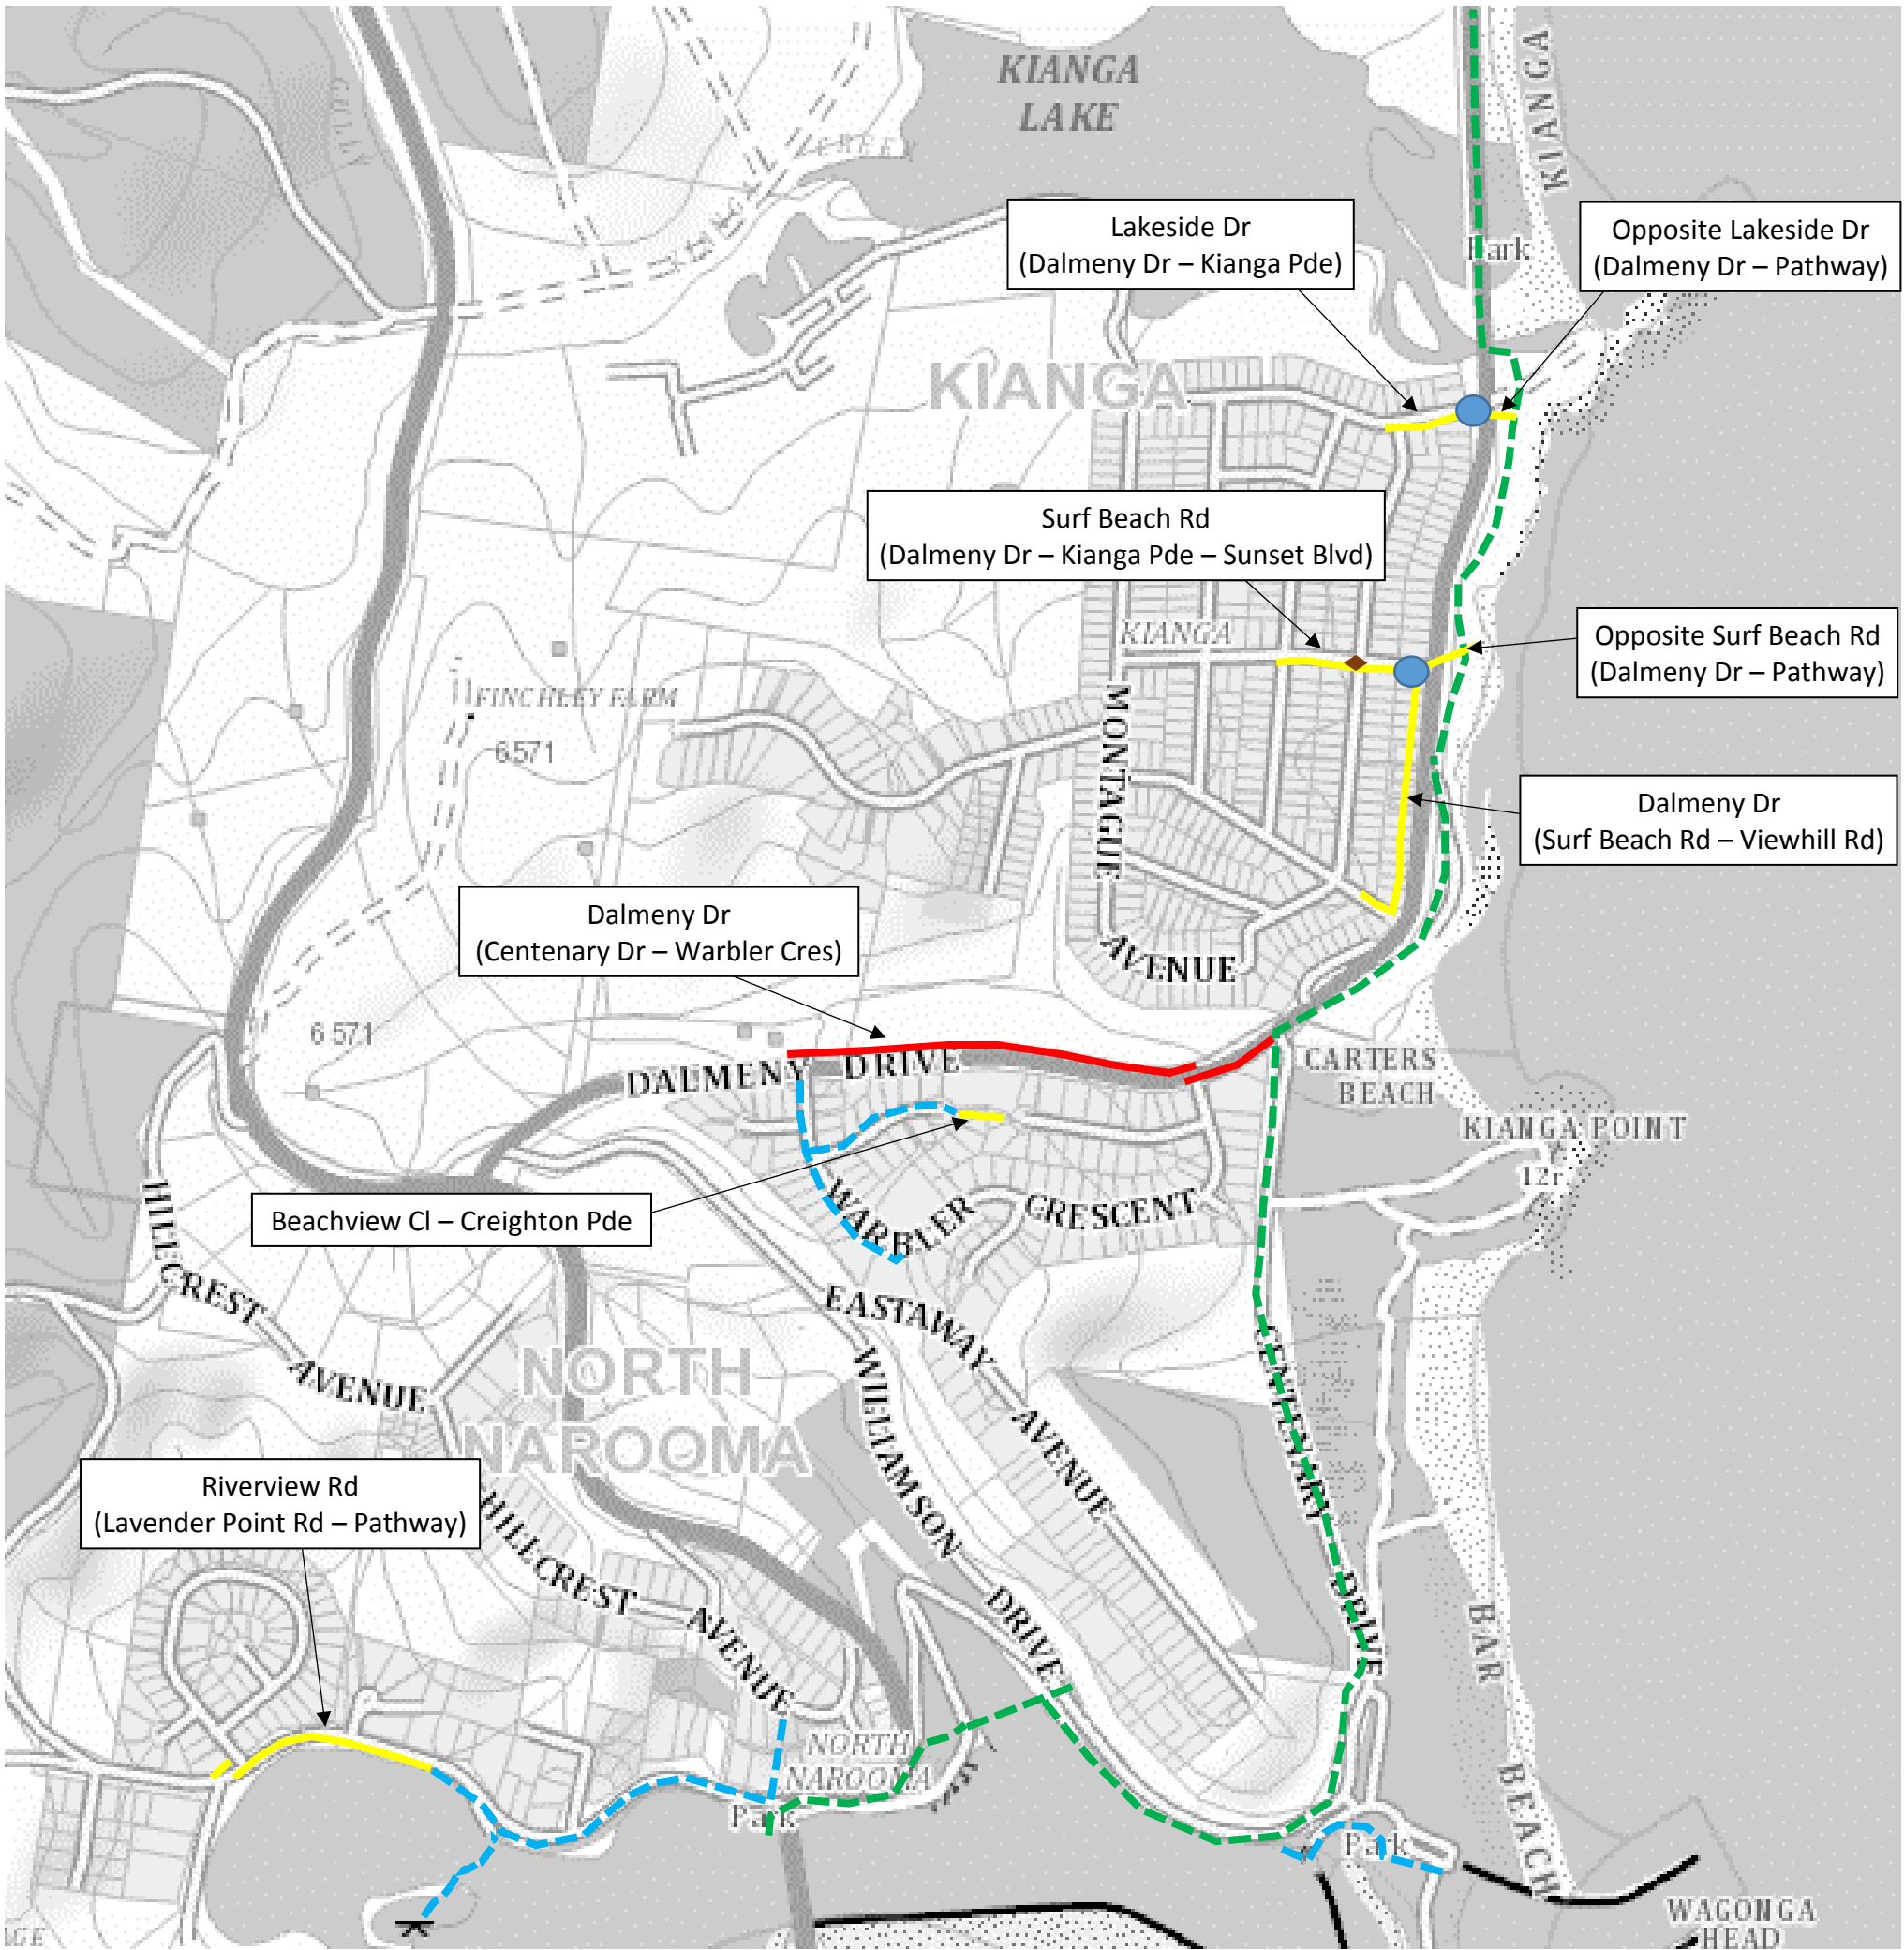 KIANGA
LAKE
KIANGA
GULLY
CREEK
Lakeside Dr
(Dalmeny Dr – Kianga Pde)
Park
Opposite Lakeside Dr
(Dalmeny Dr – Pathway)
KIANGA
Surf Beach Rd
(Dalmeny Dr – Kianga Pde – Sunset Blvd)
KIANGA
Opposite Surf Beach Rd
(Dalmeny Dr – Pathway)
FINCHLEY FARM
6571
MONTAGUE
AVENUE
Dalmeny Dr
(Surf Beach Rd – Viewhill Rd)
Dalmeny Dr
(Centenary Dr – Warbler Cres)
6571
DALMENY DRIVE
CARTERS
BEACH
KIANGA POINT
Beachview Cl – Creighton Pde
WARBLER CRESCENT
HILLCREST
AVENUE
EASTAWAY
AVENUE
NORTH
NAROOMA
WILLIAMSON
DRIVE
CENTENARY
DRIVE
Riverview Rd
(Lavender Point Rd – Pathway)
HILLCREST
AVENUE
BAR
BEACH
NORTH
NAROOMA
Park
Park
WAGONGA
HEAD